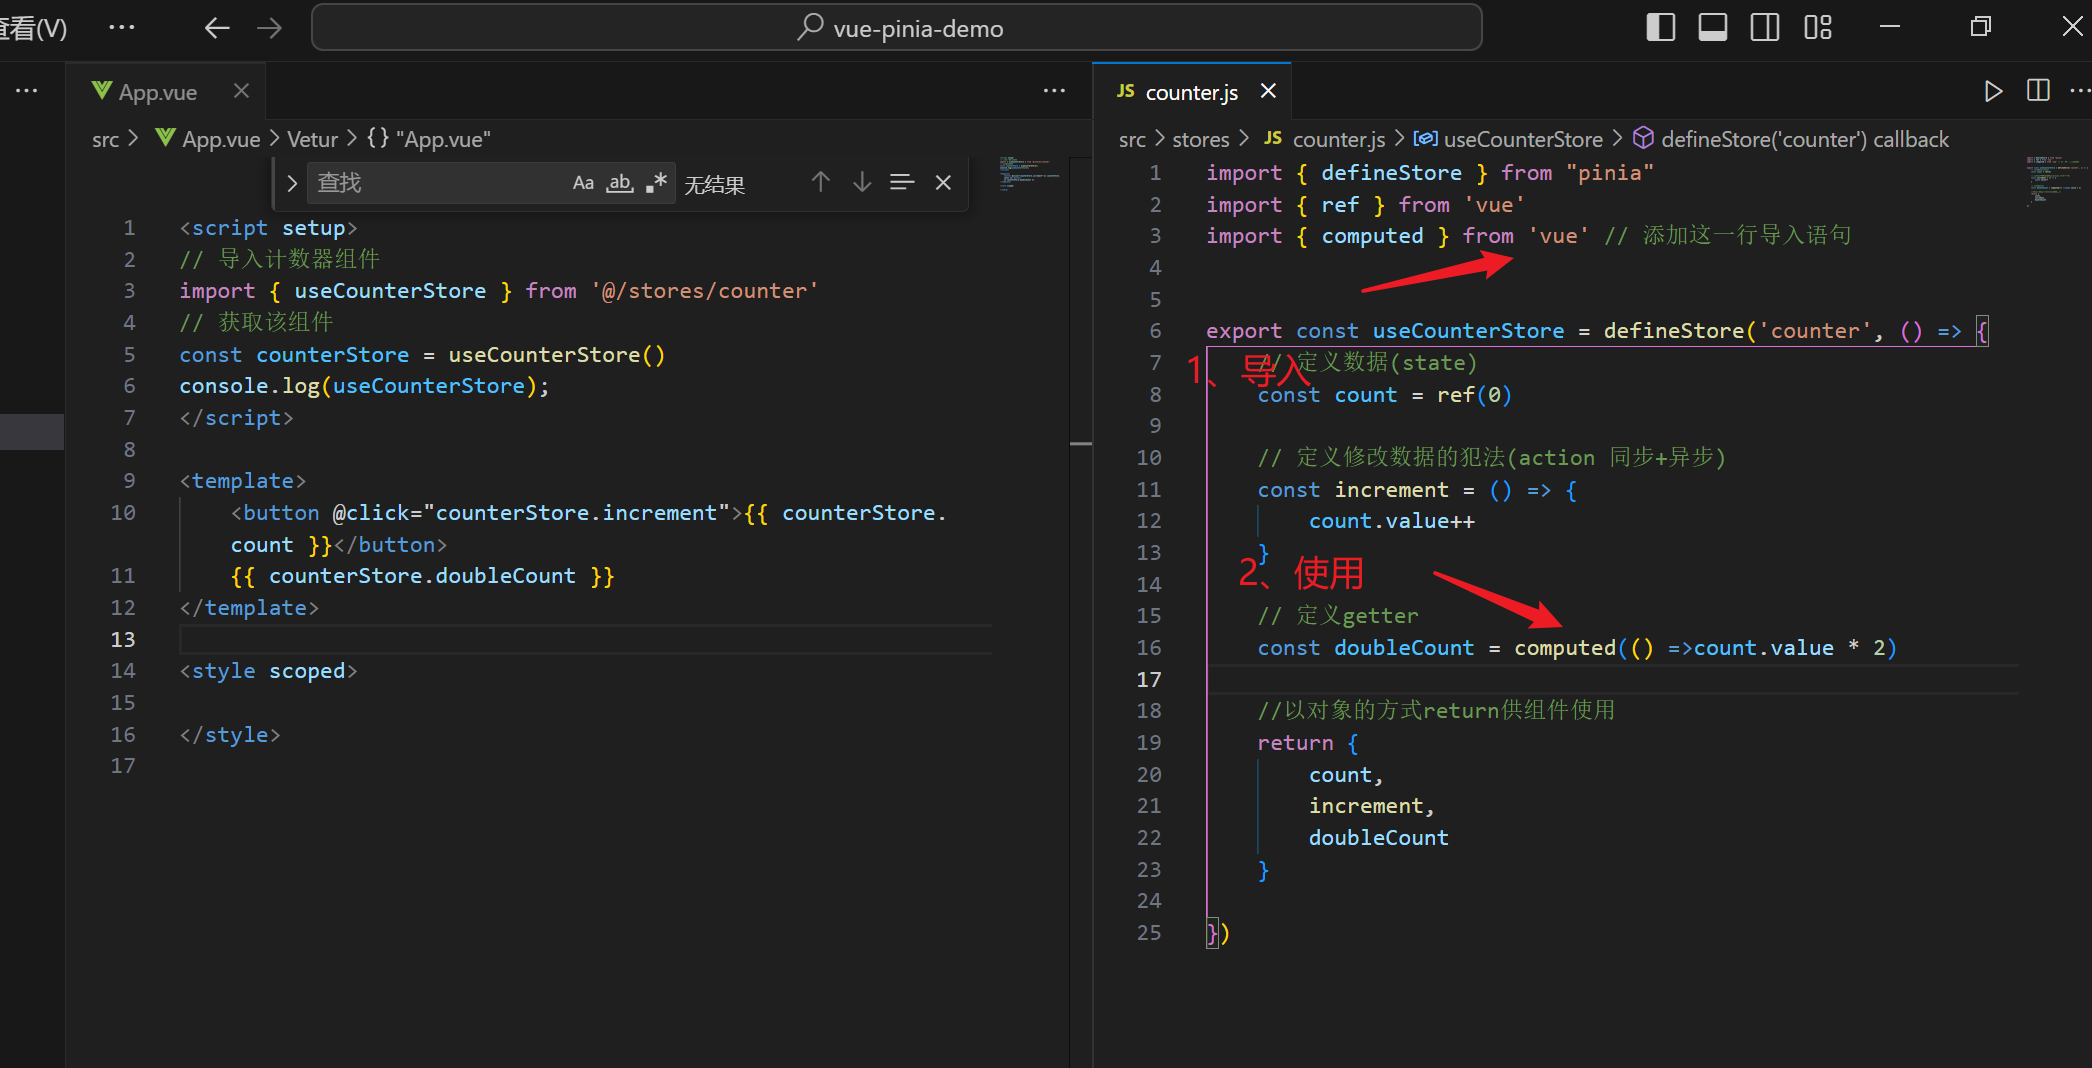 查看(V)
vue-pinia-demo
App.vue
src > App.vue > Vetur > {} "App.vue"
查找 Aa ab .* 无结果
1 <script setup>
2 // 导入计数器组件
3 import { useCounterStore } from '@/stores/counter'
4 // 获取该组件
5 const counterStore = useCounterStore()
6 console.log(useCounterStore);
7 </script>
8
9 <template>
10 <button @click="counterStore.increment">{{ counterStore.
count }}</button>
11 {{ counterStore.doubleCount }}
12 </template>
13
14 <style scoped>
15
16 </style>
17
JS counter.js
src > stores > JS counter.js > useCounterStore > defineStore('counter') callback
1 import { defineStore } from "pinia"
2 import { ref } from 'vue'
3 import { computed } from 'vue' // 添加这一行导入语句
4
5
6 export const useCounterStore = defineStore('counter', () => {
1、导入
7 // 定义数据(state)
8 const count = ref(0)
9
10 // 定义修改数据的犯法(action 同步+异步)
11 const increment = () => {
12 count.value++
13 }
2、使用
14
15 // 定义getter
16 const doubleCount = computed(() =>count.value * 2)
17
18 //以对象的方式return供组件使用
19 return {
20 count,
21 increment,
22 doubleCount
23 }
24
25 })